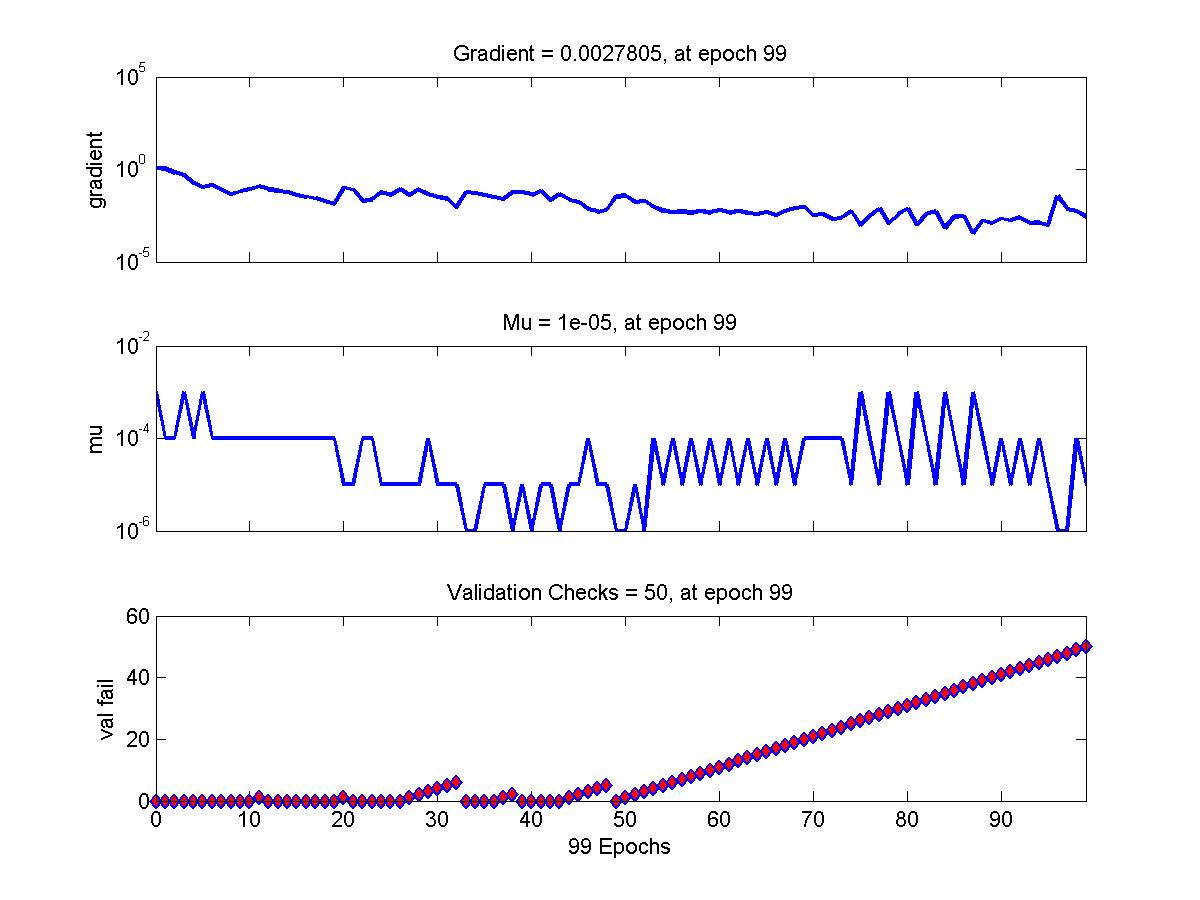 Gradient = 0.0027805, at epoch 99
10^5
10^0
10^-5
gradient
Mu = 1e-05, at epoch 99
10^-2
10^-4
10^-6
mu
Validation Checks = 50, at epoch 99
60
40
20
0
val fail
0 10 20 30 40 50 60 70 80 90
99 Epochs